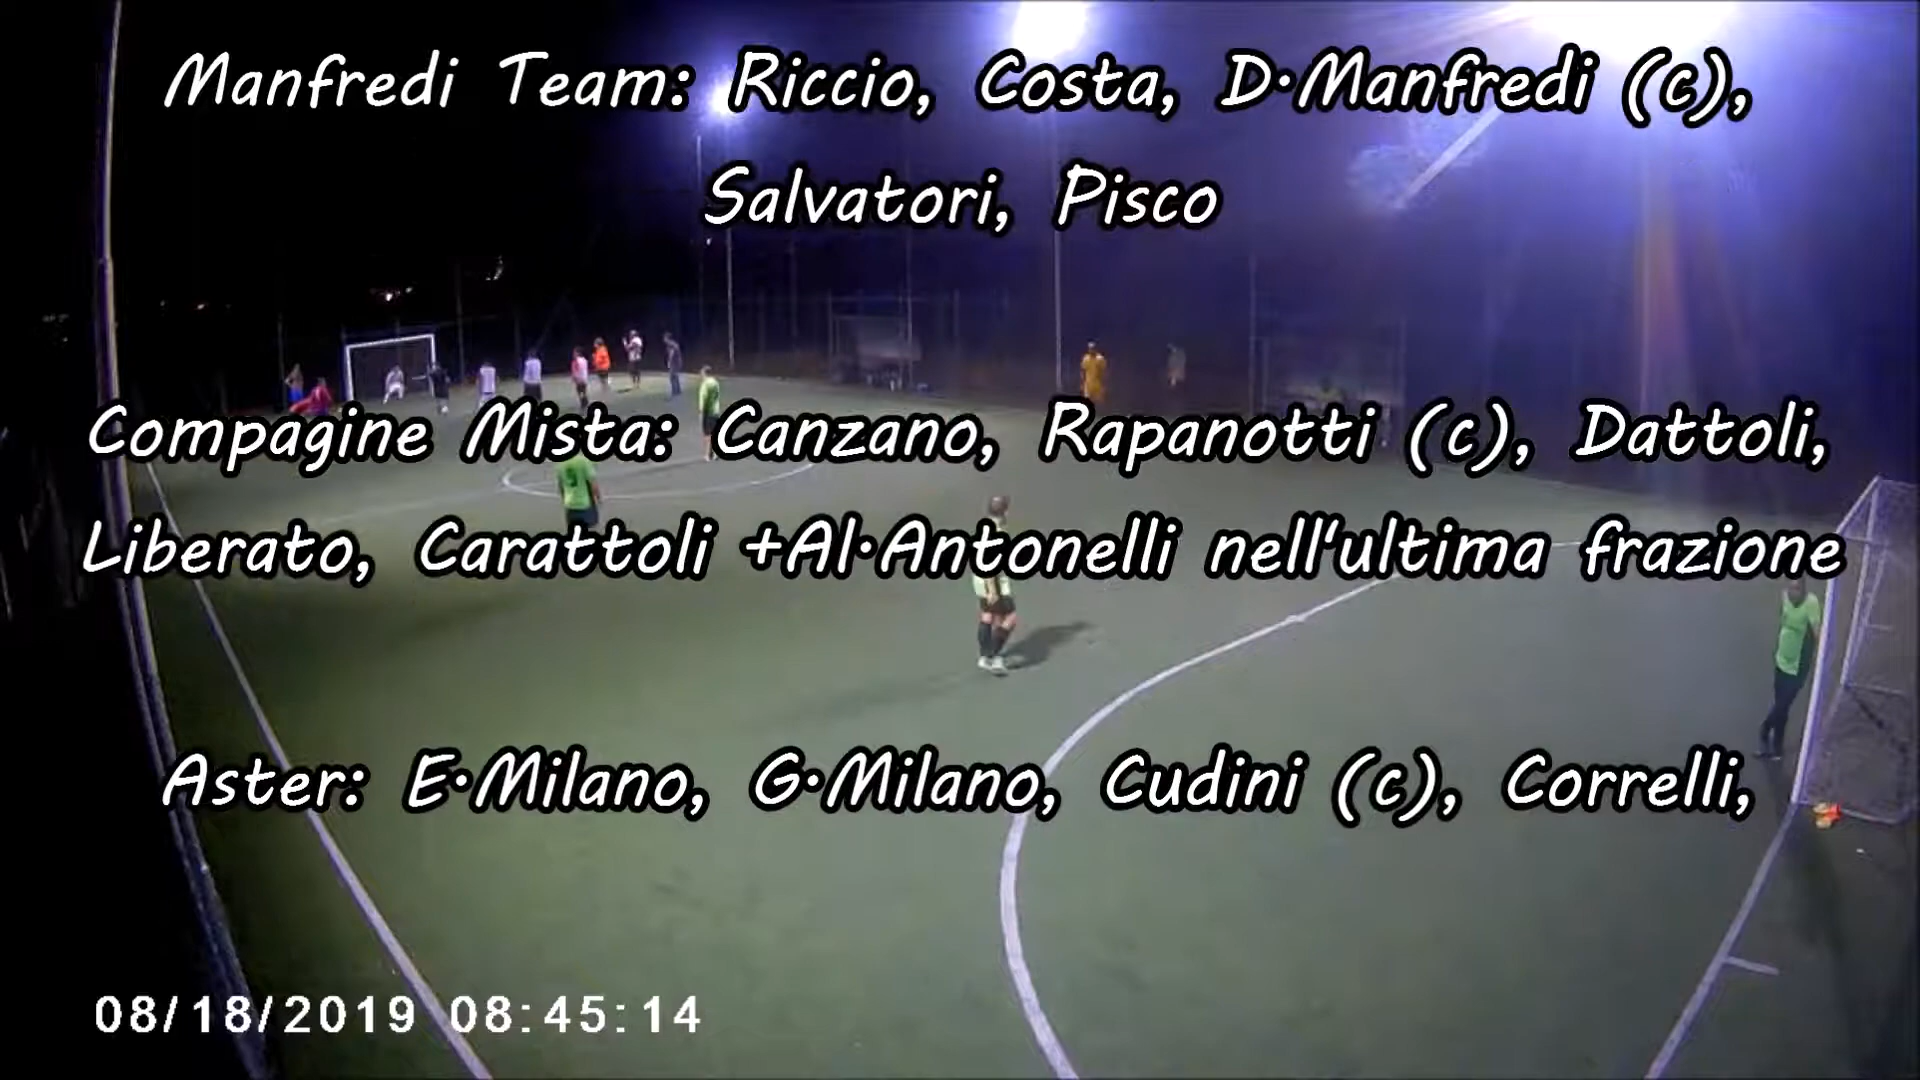 Manfredi Team: Riccio, Costa, D.Manfredi (c),
Salvatori, Pisco
Compagine Mista: Canzano, Rapanotti (c), Dattoli,
Liberato, Carattoli +Al.Antonelli nell'ultima frazione
Aster: E.Milano, G.Milano, Cudini (c), Correlli,
08/18/2019 08:45:14